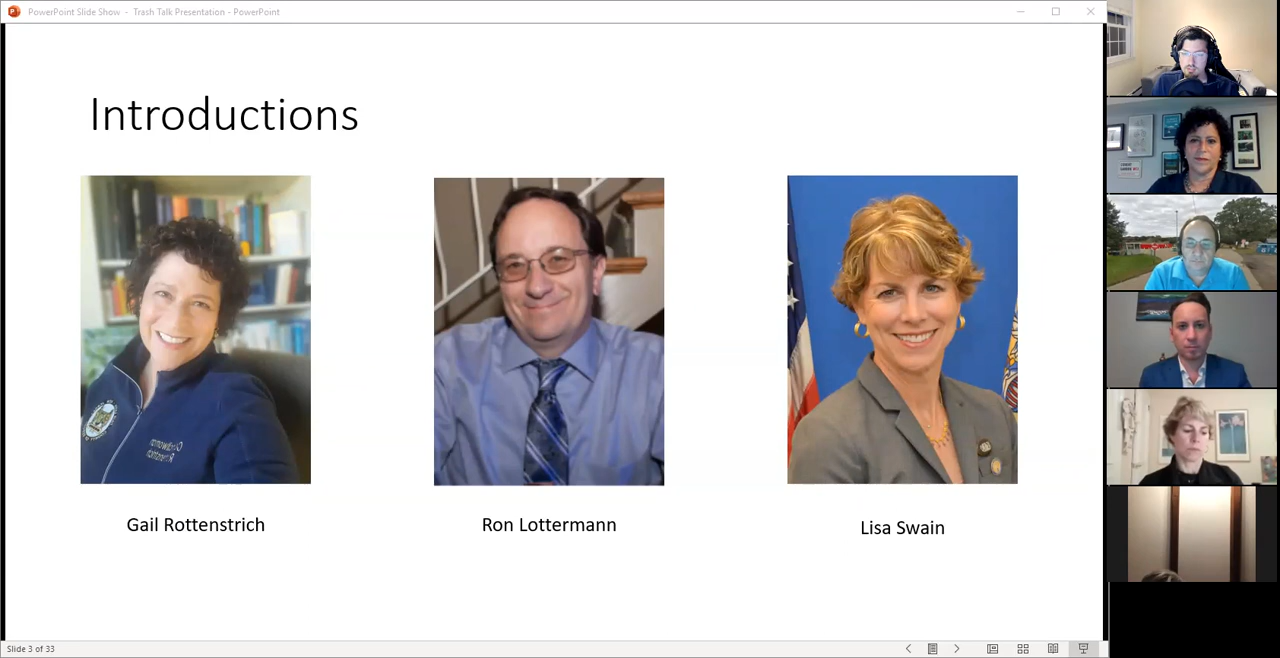 PowerPoint Slide Show - Trash Talk Presentation - PowerPoint
Introductions
Gail Rottenstrich
Ron Lottermann
Lisa Swain
Slide 3 of 33